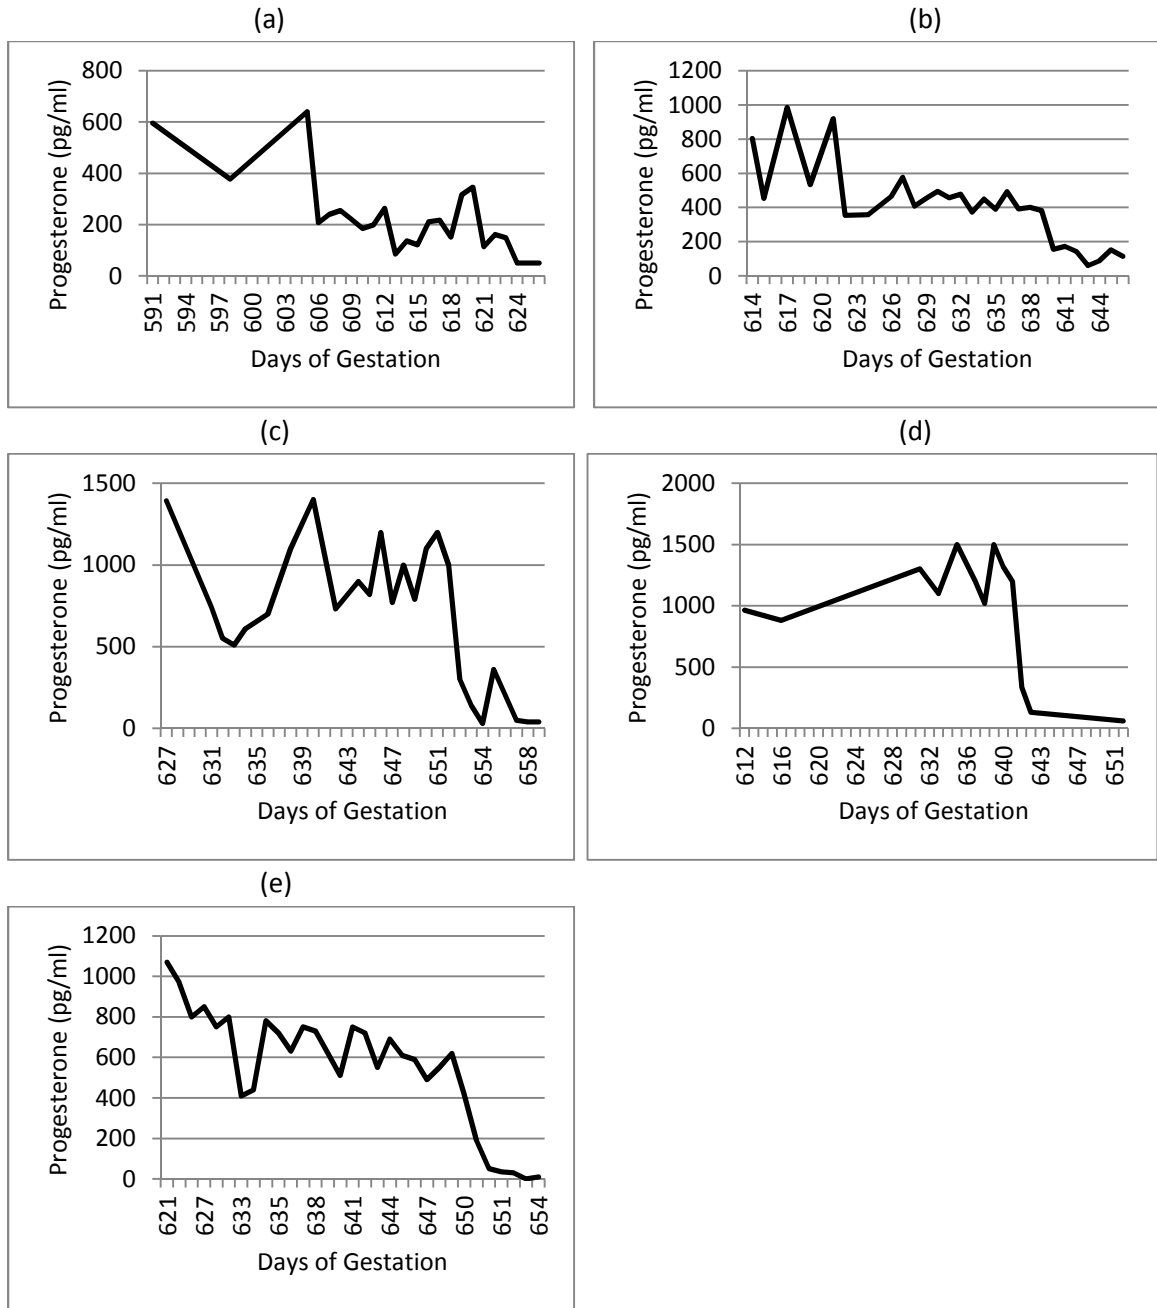 (a)
Progesterone (pg/ml)
800
600
400
200
0
591 594 597 600 603 606 609 612 615 618 621 624
Days of Gestation
(b)
Progesterone (pg/ml)
1200
1000
800
600
400
200
0
614 617 620 623 626 629 632 635 638 641 644
Days of Gestation
(c)
Progesterone (pg/ml)
1500
1000
500
0
627 631 635 639 643 647 651 654 658
Days of Gestation
(d)
Progesterone (pg/ml)
2000
1500
1000
500
0
612 616 620 624 628 632 636 640 643 647 651
Days of Gestation
(e)
Progesterone (pg/ml)
1200
1000
800
600
400
200
0
621 627 633 635 638 641 644 647 650 651 654
Days of Gestation